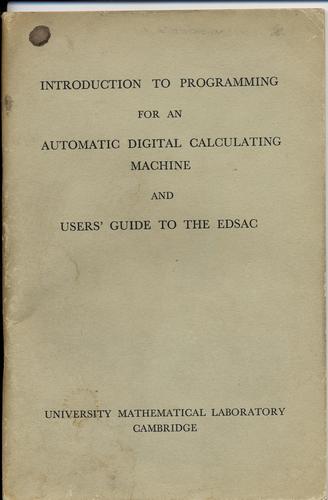 INTRODUCTION TO PROGRAMMING
FOR AN
AUTOMATIC DIGITAL CALCULATING
MACHINE
AND
USERS' GUIDE TO THE EDSAC
UNIVERSITY MATHEMATICAL LABORATORY
CAMBRIDGE